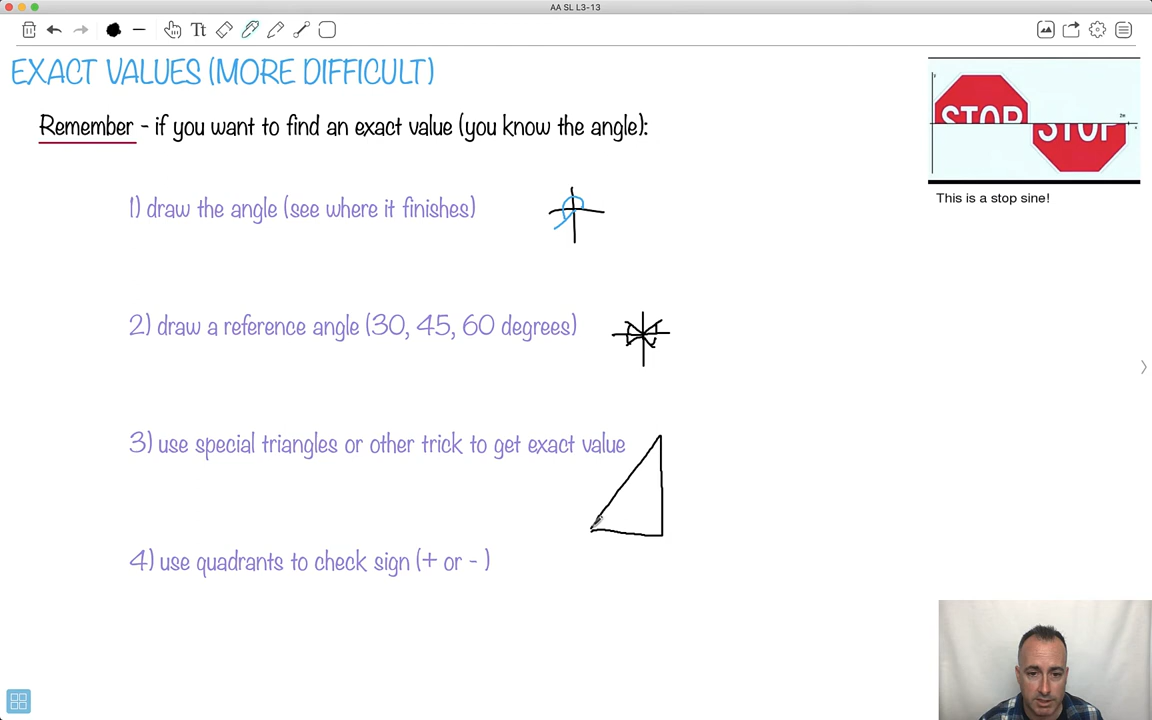 AA SL L3-13
Tt
EXACT VALUES (MORE DIFFICULT)
Remember - if you want to find an exact value (you know the angle):
STOP
STOP
2π
This is a stop sine!
1) draw the angle (see where it finishes)
2) draw a reference angle (30, 45, 60 degrees)
3) use special triangles or other trick to get exact value
4) use quadrants to check sign (+ or - )